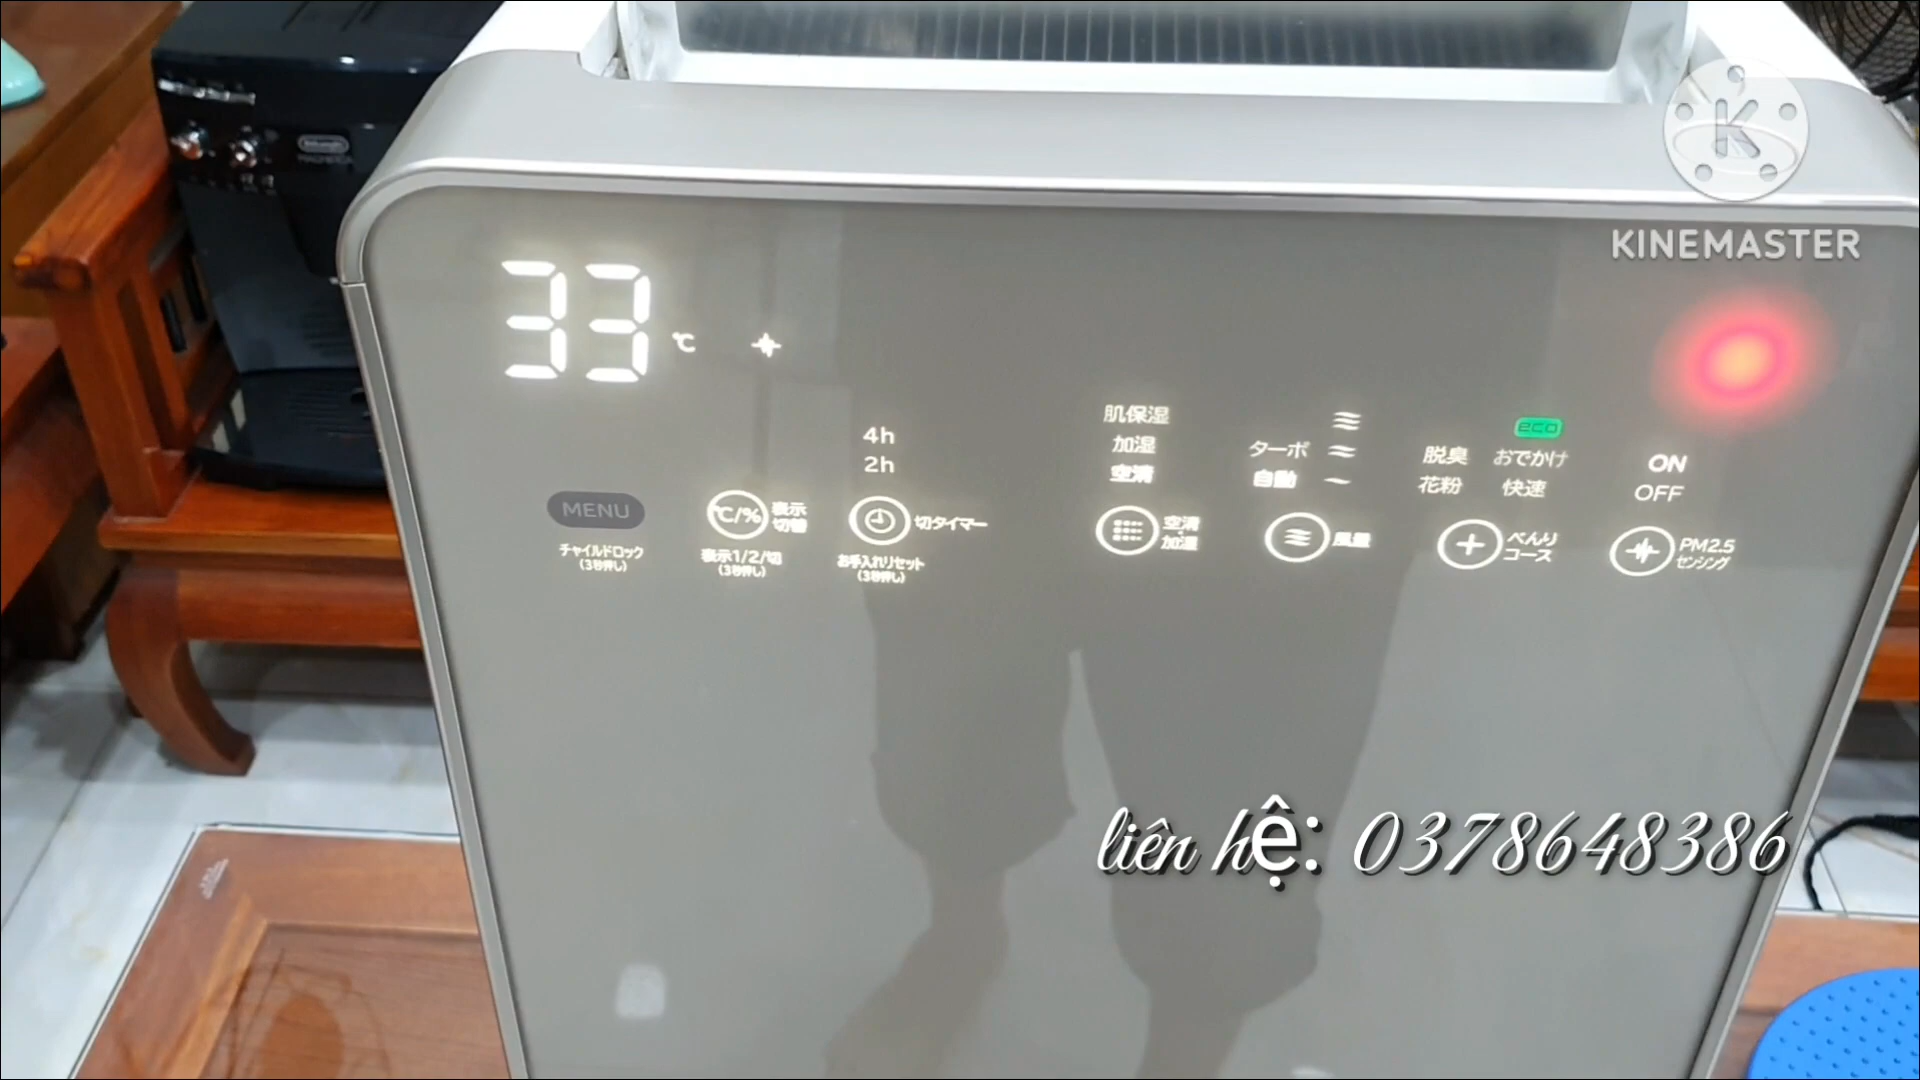 K
KINEMASTER
DeLonghi
MAGNIFICA
33 ℃
4h
2h
MENU
チャイルドロック
(3秒押し)
℃/% 表示
切替
表示1/2/切
(3秒押し)
切タイマー
お手入れリセット
(3秒押し)
肌保湿
加湿
空清
空清
加湿
ターボ
自動
風量
eco
脱臭 おでかけ
花粉 快速
べんり
コース
ON
OFF
PM2.5
センシング
liên hệ: 0378648386